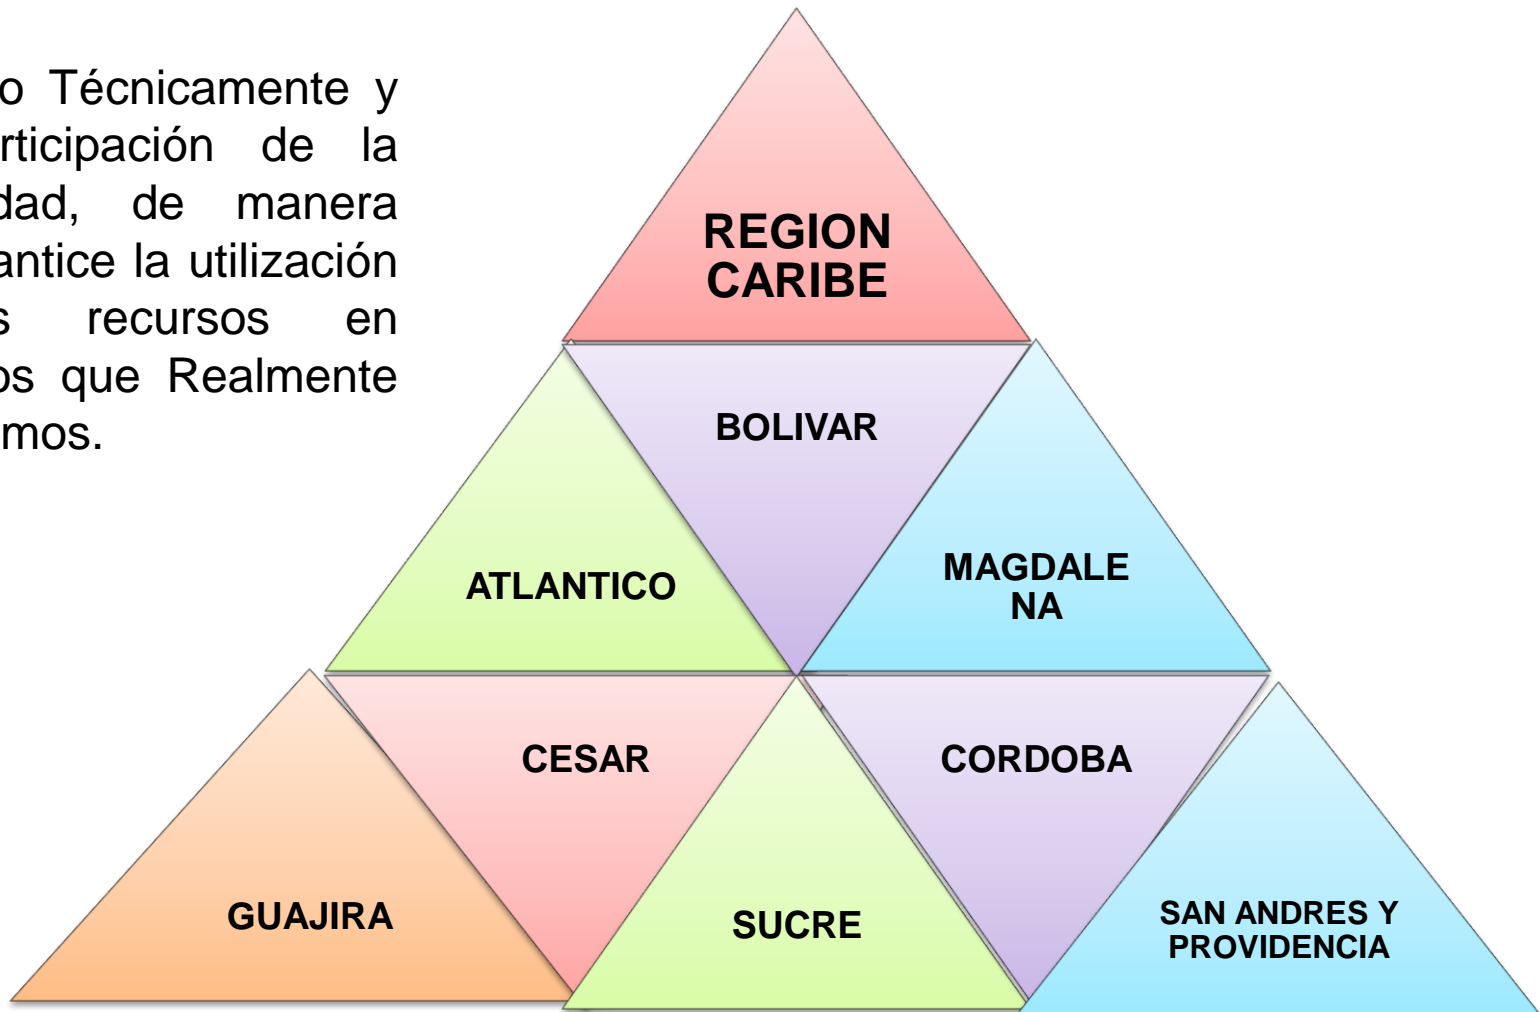 o Técnicamente y
rticipación de la
dad, de manera
antice la utilización
s recursos en
os que Realmente
mos.
REGION
CARIBE
BOLIVAR
ATLANTICO
MAGDALE
NA
CESAR
CORDOBA
GUAJIRA
SUCRE
SAN ANDRES Y
PROVIDENCIA